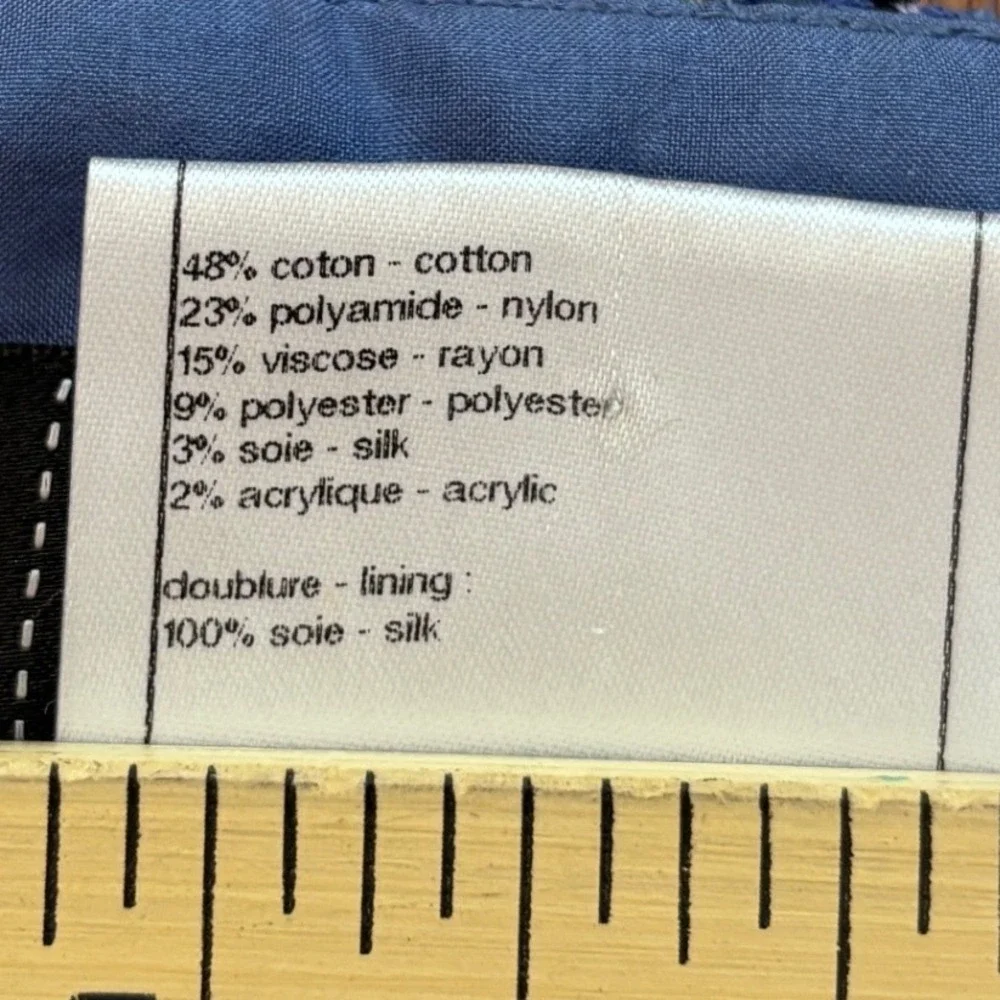 48% coton - cotton
23% polyamide - nylon
15% viscose - rayon
9% polyester - polyester
3% soie - silk
2% acrylique - acrylic
doublure - lining :
100% soie - silk